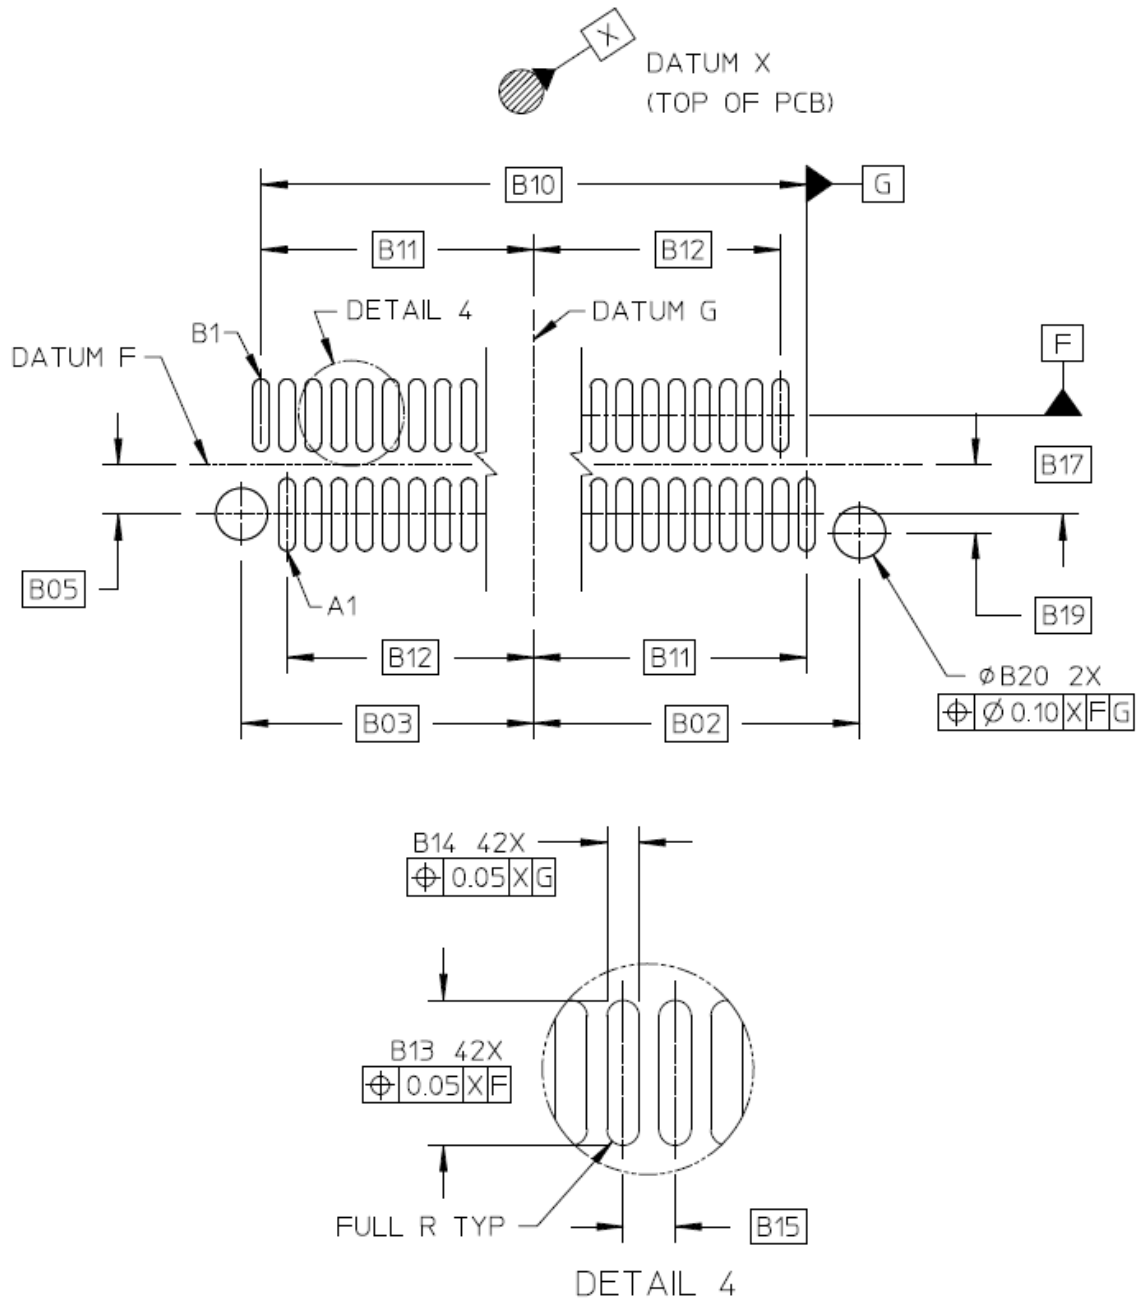 X
DATUM X
(TOP OF PCB)
B10
G
B11
B12
DETAIL 4
DATUM G
B1
DATUM F
F
B17
B05
A1
B19
B12
B11
⌀B20 2X
⌖ ⌀0.10 X F G
B03
B02
B14 42X
⌖ 0.05 X G
B13 42X
⌖ 0.05 X F
FULL R TYP
B15
DETAIL 4